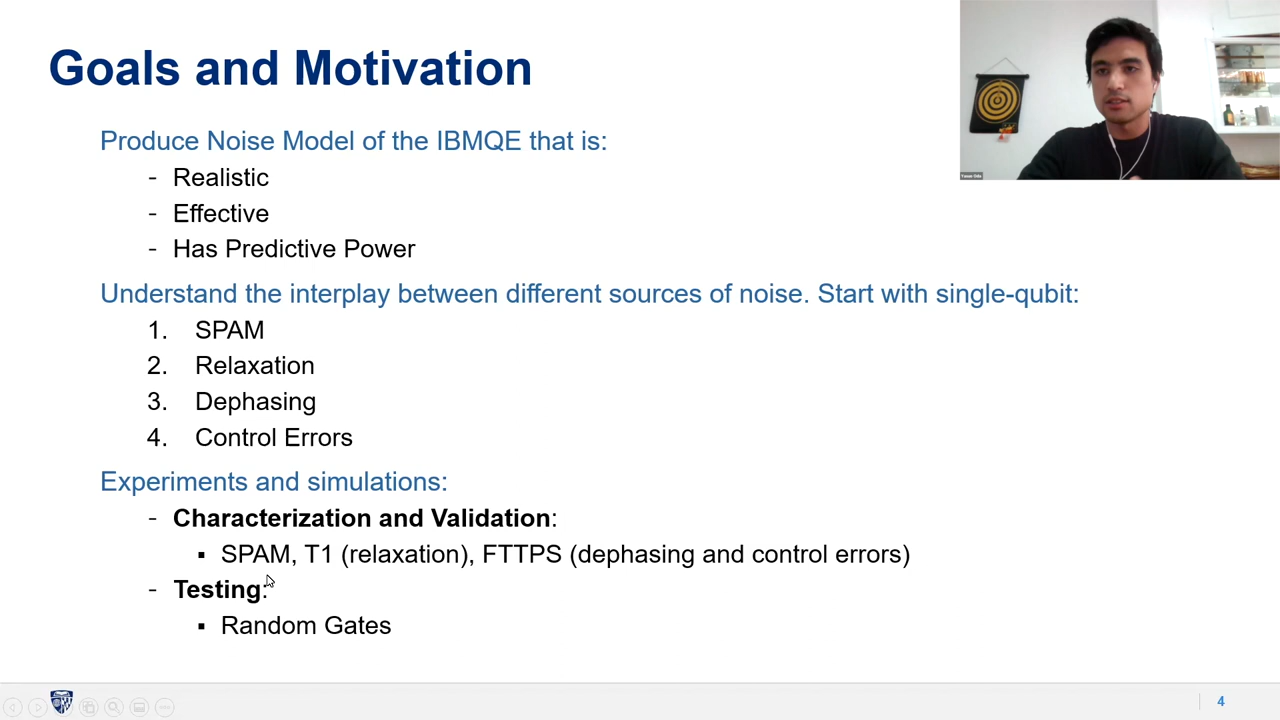 Goals and Motivation
Produce Noise Model of the IBMQE that is:
- Realistic
- Effective
- Has Predictive Power
Understand the interplay between different sources of noise. Start with single-qubit:
1. SPAM
2. Relaxation
3. Dephasing
4. Control Errors
Experiments and simulations:
- Characterization and Validation:
▪ SPAM, T1 (relaxation), FTTPS (dephasing and control errors)
- Testing:
▪ Random Gates
4